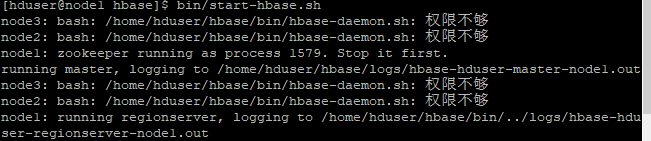 [hduser@node1 hbase]$ bin/start-hbase.sh
node3: bash: /home/hduser/hbase/bin/hbase-daemon.sh: 权限不够
node2: bash: /home/hduser/hbase/bin/hbase-daemon.sh: 权限不够
node1: zookeeper running as process 1579. Stop it first.
running master, logging to /home/hduser/hbase/logs/hbase-hduser-master-node1.out
node3: bash: /home/hduser/hbase/bin/hbase-daemon.sh: 权限不够
node2: bash: /home/hduser/hbase/bin/hbase-daemon.sh: 权限不够
node1: running regionserver, logging to /home/hduser/hbase/bin/../logs/hbase-hdu
ser-regionserver-node1.out